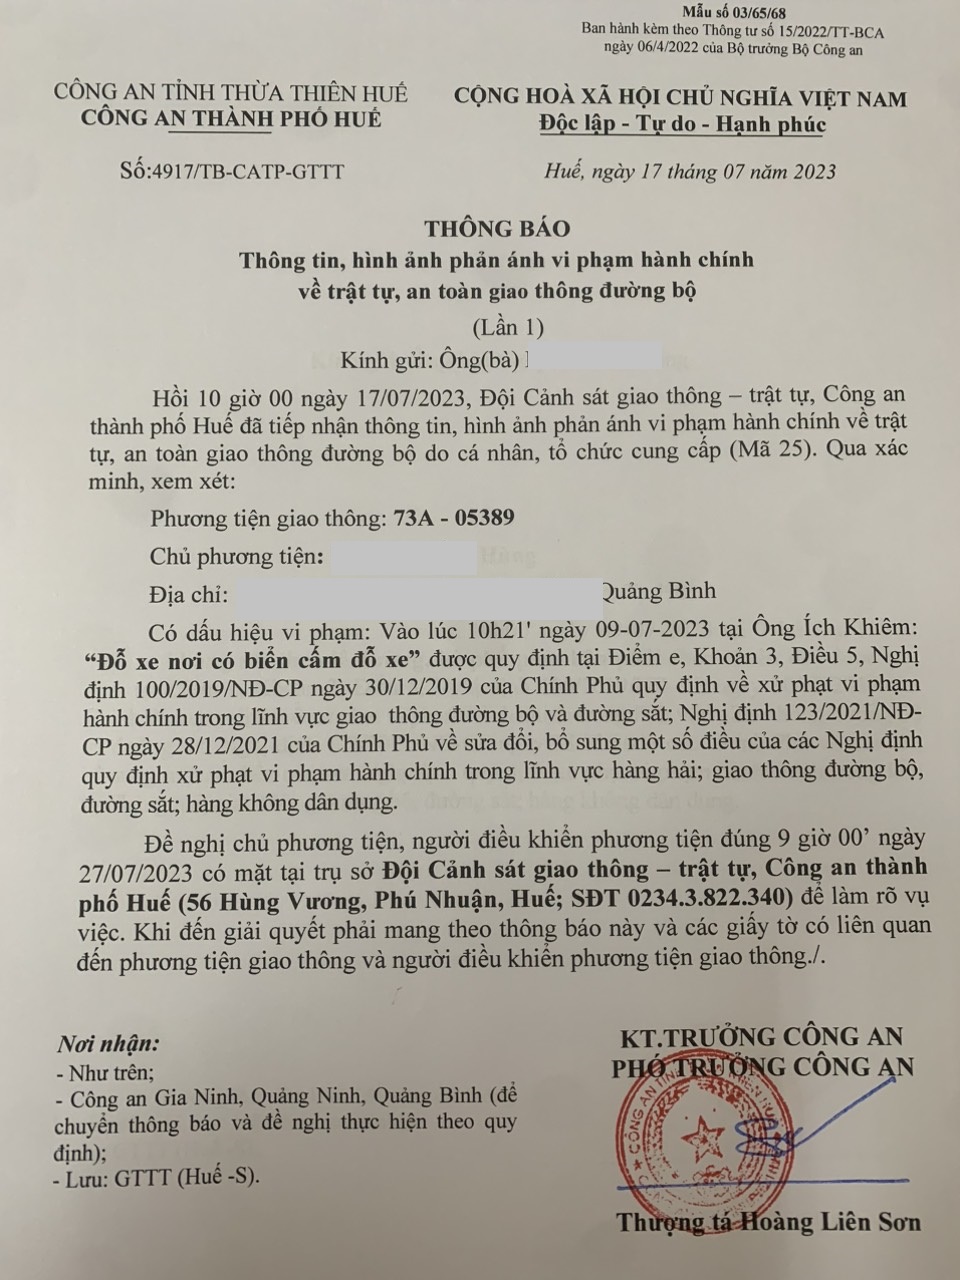 Mẫu số 03/65/68
Ban hành kèm theo Thông tư số 15/2022/TT-BCA
ngày 06/4/2022 của Bộ trưởng Bộ Công an
CÔNG AN TỈNH THỪA THIÊN HUẾ
CÔNG AN THÀNH PHỐ HUẾ
CỘNG HOÀ XÃ HỘI CHỦ NGHĨA VIỆT NAM
Độc lập - Tự do - Hạnh phúc
Số:4917/TB-CATP-GTTT
Huế, ngày 17 tháng 07 năm 2023
THÔNG BÁO
Thông tin, hình ảnh phản ánh vi phạm hành chính
về trật tự, an toàn giao thông đường bộ
(Lần 1)
Kính gửi: Ông(bà)
Hồi 10 giờ 00 ngày 17/07/2023, Đội Cảnh sát giao thông – trật tự, Công an
thành phố Huế đã tiếp nhận thông tin, hình ảnh phản ánh vi phạm hành chính về trật
tự, an toàn giao thông đường bộ do cá nhân, tổ chức cung cấp (Mã 25). Qua xác
minh, xem xét:
Phương tiện giao thông: 73A - 05389
Chủ phương tiện:
Địa chỉ: Quảng Bình
Có dấu hiệu vi phạm: Vào lúc 10h21' ngày 09-07-2023 tại Ông Ích Khiêm:
“Đỗ xe nơi có biển cấm đỗ xe” được quy định tại Điểm e, Khoản 3, Điều 5, Nghị
định 100/2019/NĐ-CP ngày 30/12/2019 của Chính Phủ quy định về xử phạt vi phạm
hành chính trong lĩnh vực giao thông đường bộ và đường sắt; Nghị định 123/2021/NĐ-
CP ngày 28/12/2021 của Chính Phủ về sửa đổi, bổ sung một số điều của các Nghị định
quy định xử phạt vi phạm hành chính trong lĩnh vực hàng hải; giao thông đường bộ,
đường sắt; hàng không dân dụng.
Đề nghị chủ phương tiện, người điều khiển phương tiện đúng 9 giờ 00’ ngày
27/07/2023 có mặt tại trụ sở Đội Cảnh sát giao thông – trật tự, Công an thành
phố Huế (56 Hùng Vương, Phú Nhuận, Huế; SĐT 0234.3.822.340) để làm rõ vụ
việc. Khi đến giải quyết phải mang theo thông báo này và các giấy tờ có liên quan
đến phương tiện giao thông và người điều khiển phương tiện giao thông./.
Nơi nhận:
- Như trên;
- Công an Gia Ninh, Quảng Ninh, Quảng Bình (để
chuyển thông báo và đề nghị thực hiện theo quy
định);
- Lưu: GTTT (Huế -S).
KT.TRƯỞNG CÔNG AN
PHÓ TRƯỞNG CÔNG AN
Thượng tá Hoàng Liên Sơn